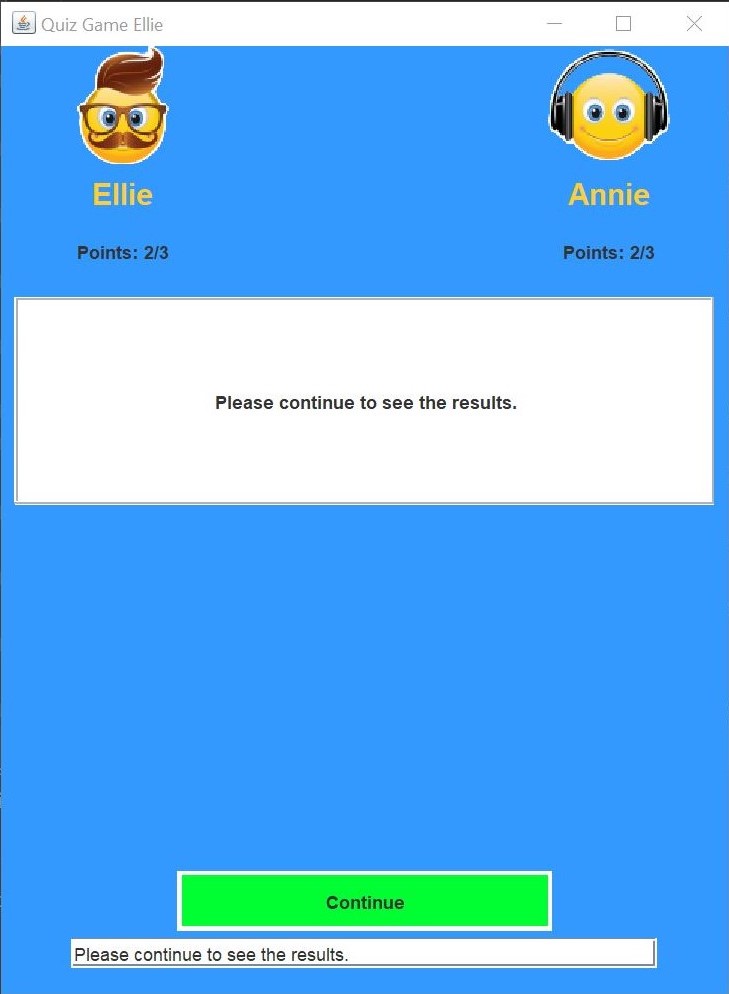 Quiz Game Ellie
Ellie
Annie
Points: 2/3
Points: 2/3
Please continue to see the results.
Continue
Please continue to see the results.